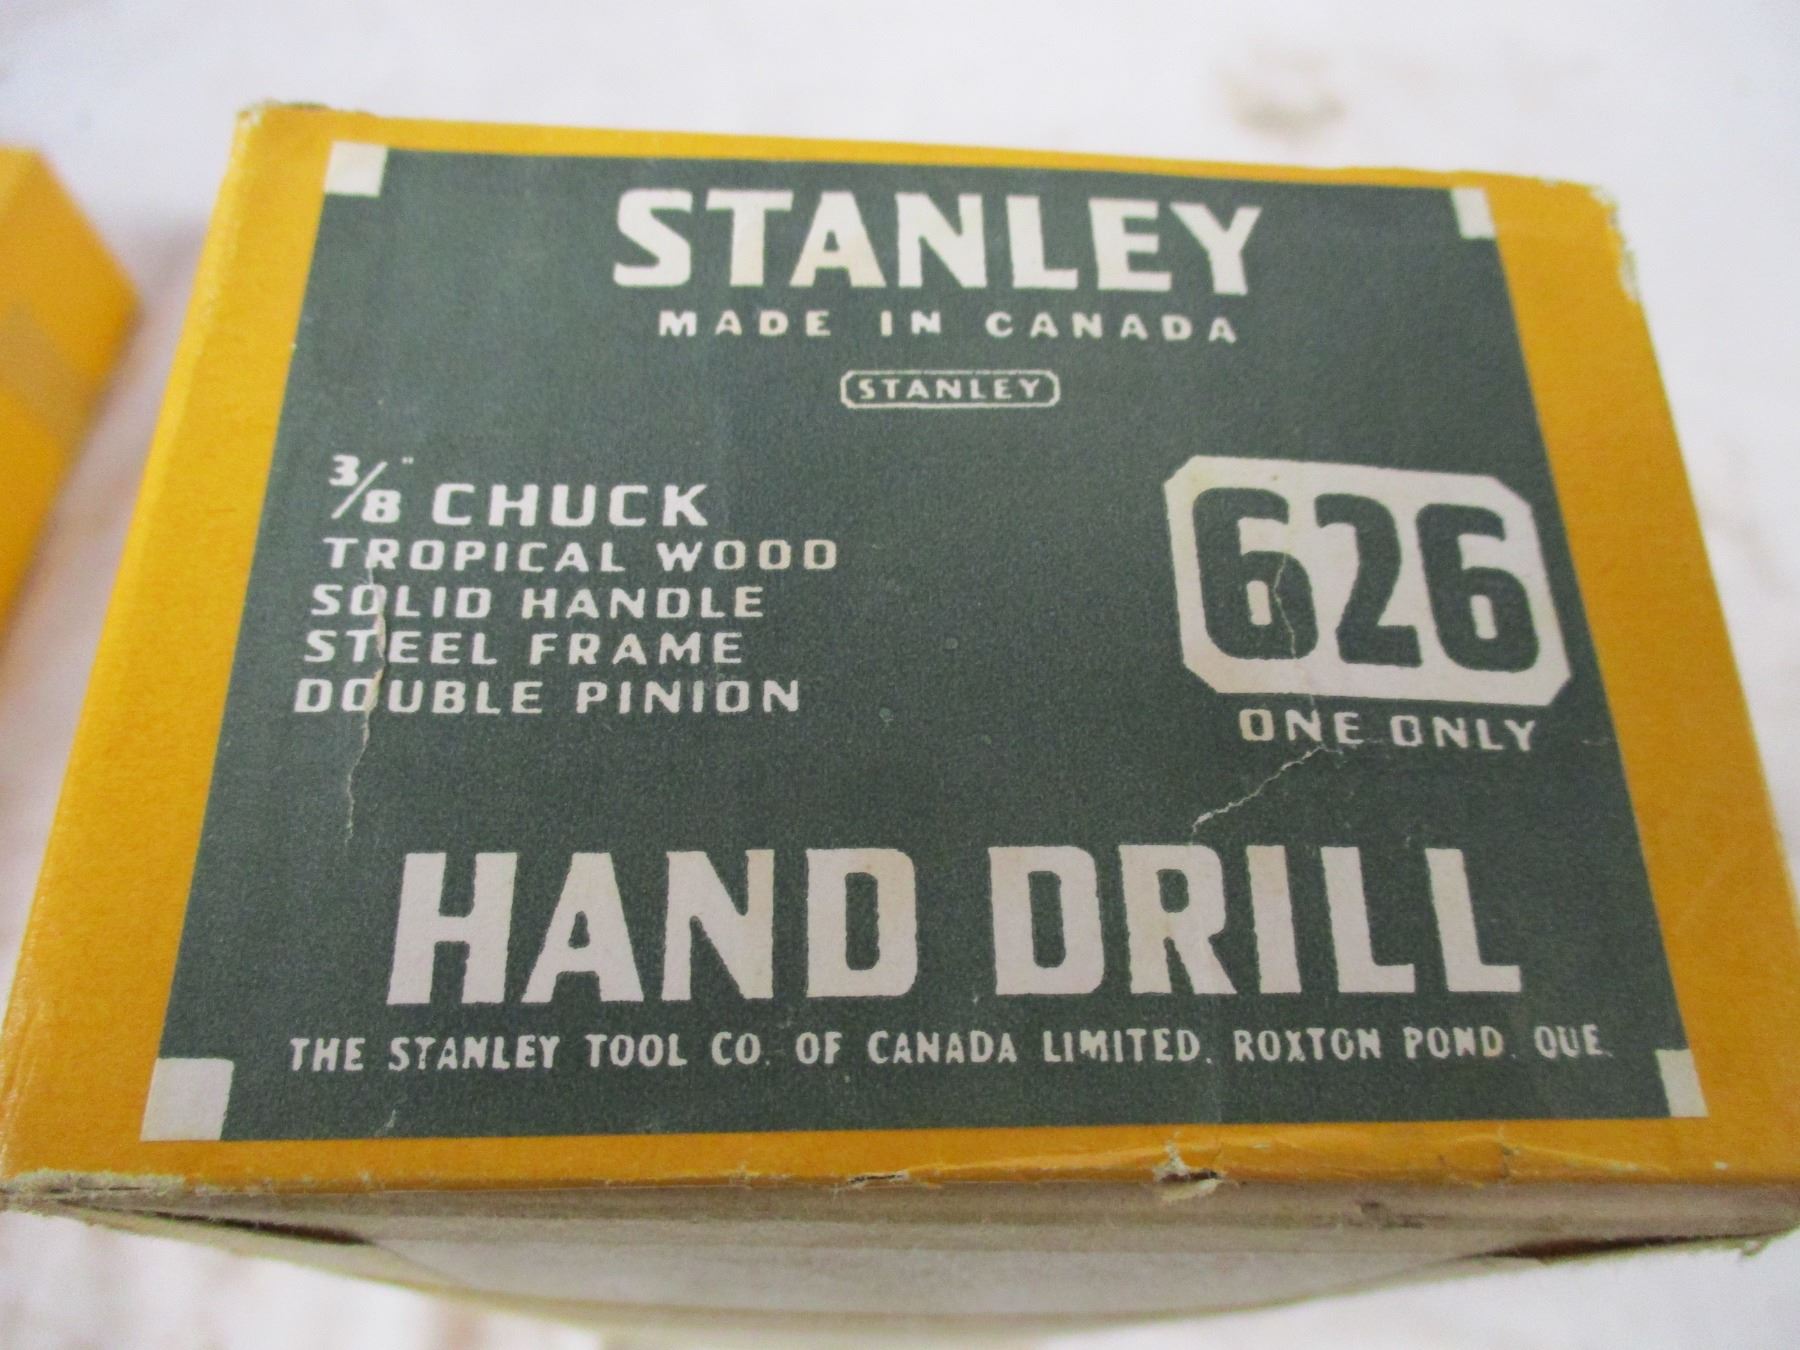 STANLEY
MADE IN CANADA
STANLEY
3/8" CHUCK
TROPICAL WOOD
SOLID HANDLE
STEEL FRAME
DOUBLE PINION
626
ONE ONLY
HAND DRILL
THE STANLEY TOOL CO. OF CANADA LIMITED. ROXTON POND. QUE.